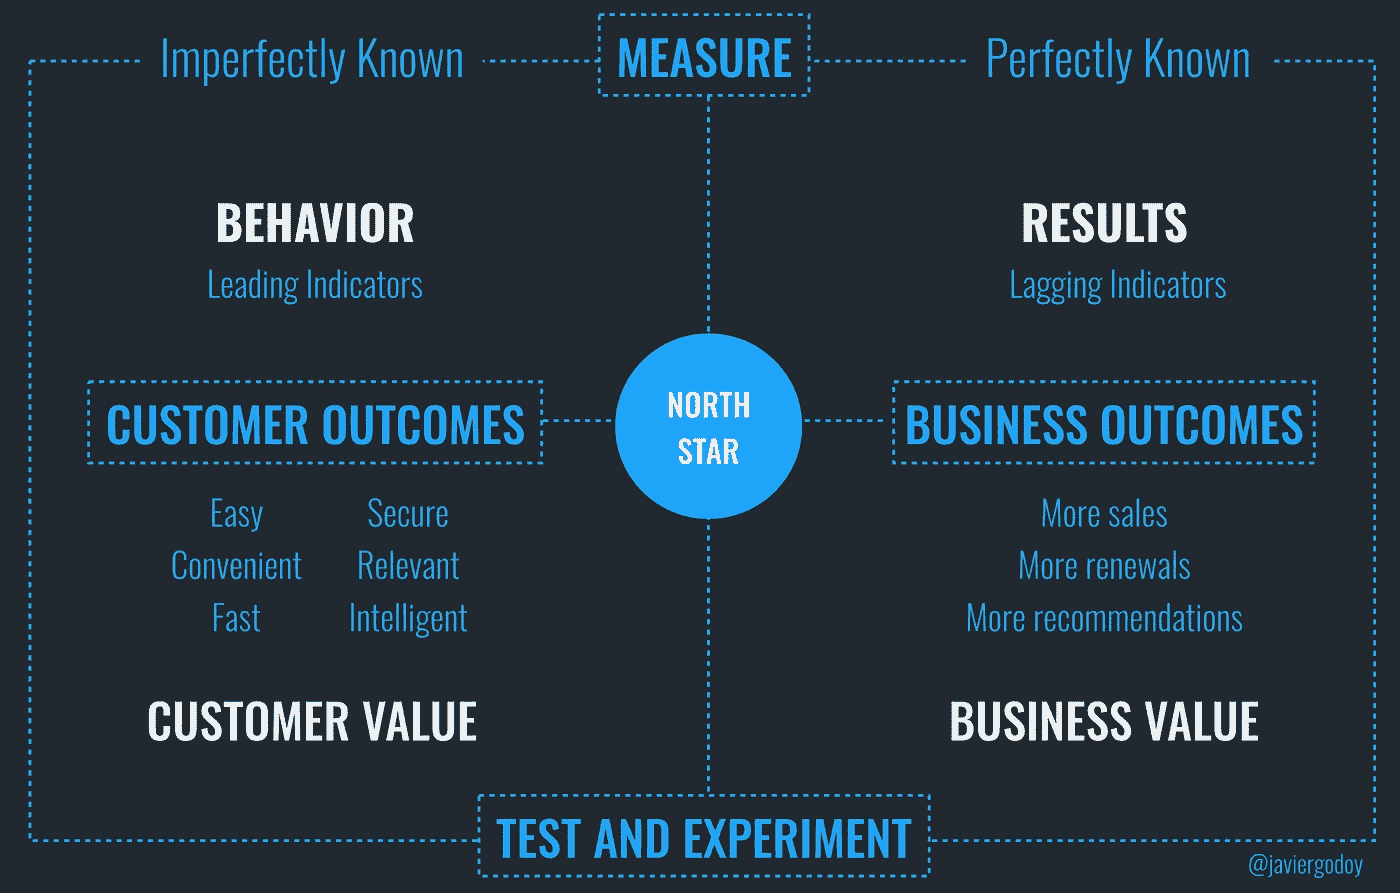 Imperfectly Known
MEASURE
Perfectly Known
BEHAVIOR
Leading Indicators
RESULTS
Lagging Indicators
CUSTOMER OUTCOMES
NORTH
STAR
BUSINESS OUTCOMES
Easy
Secure
Convenient
Relevant
Fast
Intelligent
More sales
More renewals
More recommendations
CUSTOMER VALUE
BUSINESS VALUE
TEST AND EXPERIMENT
@javiergodoy